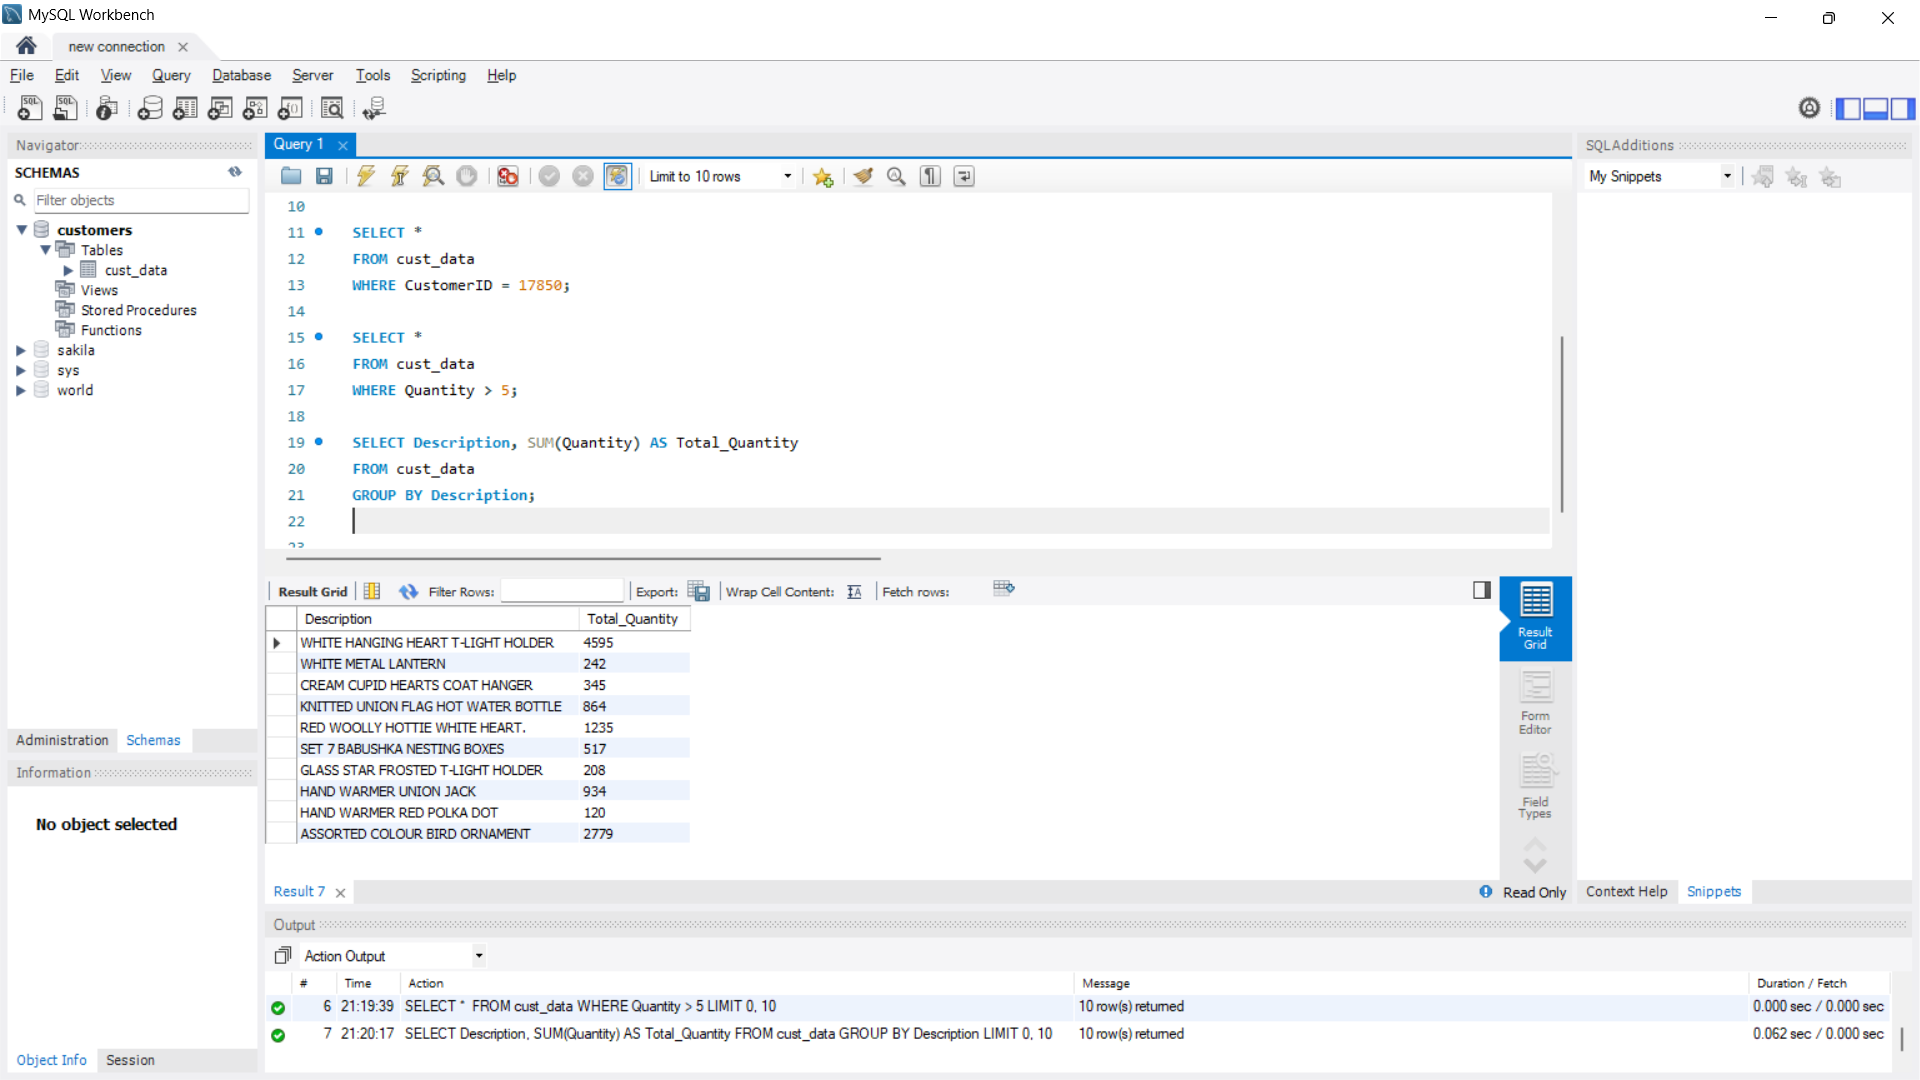 MySQL Workbench
new connection
File Edit View Query Database Server Tools Scripting Help
Navigator
SCHEMAS
Filter objects
customers
Tables
cust_data
Views
Stored Procedures
Functions
sakila
sys
world
Administration Schemas
Information
No object selected
Object Info Session
Query 1
Limit to 10 rows
10
11 SELECT *
12 FROM cust_data
13 WHERE CustomerID = 17850;
14
15 SELECT *
16 FROM cust_data
17 WHERE Quantity > 5;
18
19 SELECT Description, SUM(Quantity) AS Total_Quantity
20 FROM cust_data
21 GROUP BY Description;
22
23
Result Grid Filter Rows: Export: Wrap Cell Content: Fetch rows:
Description Total_Quantity
WHITE HANGING HEART T-LIGHT HOLDER 4595
WHITE METAL LANTERN 242
CREAM CUPID HEARTS COAT HANGER 345
KNITTED UNION FLAG HOT WATER BOTTLE 864
RED WOOLLY HOTTIE WHITE HEART. 1235
SET 7 BABUSHKA NESTING BOXES 517
GLASS STAR FROSTED T-LIGHT HOLDER 208
HAND WARMER UNION JACK 934
HAND WARMER RED POLKA DOT 120
ASSORTED COLOUR BIRD ORNAMENT 2779
Result
Grid
Form
Editor
Field
Types
Result 7
Read Only
SQLAdditions
My Snippets
Context Help Snippets
Output
Action Output
# Time Action Message Duration / Fetch
6 21:19:39 SELECT * FROM cust_data WHERE Quantity > 5 LIMIT 0, 10 10 row(s) returned 0.000 sec / 0.000 sec
7 21:20:17 SELECT Description, SUM(Quantity) AS Total_Quantity FROM cust_data GROUP BY Description LIMIT 0, 10 10 row(s) returned 0.062 sec / 0.000 sec